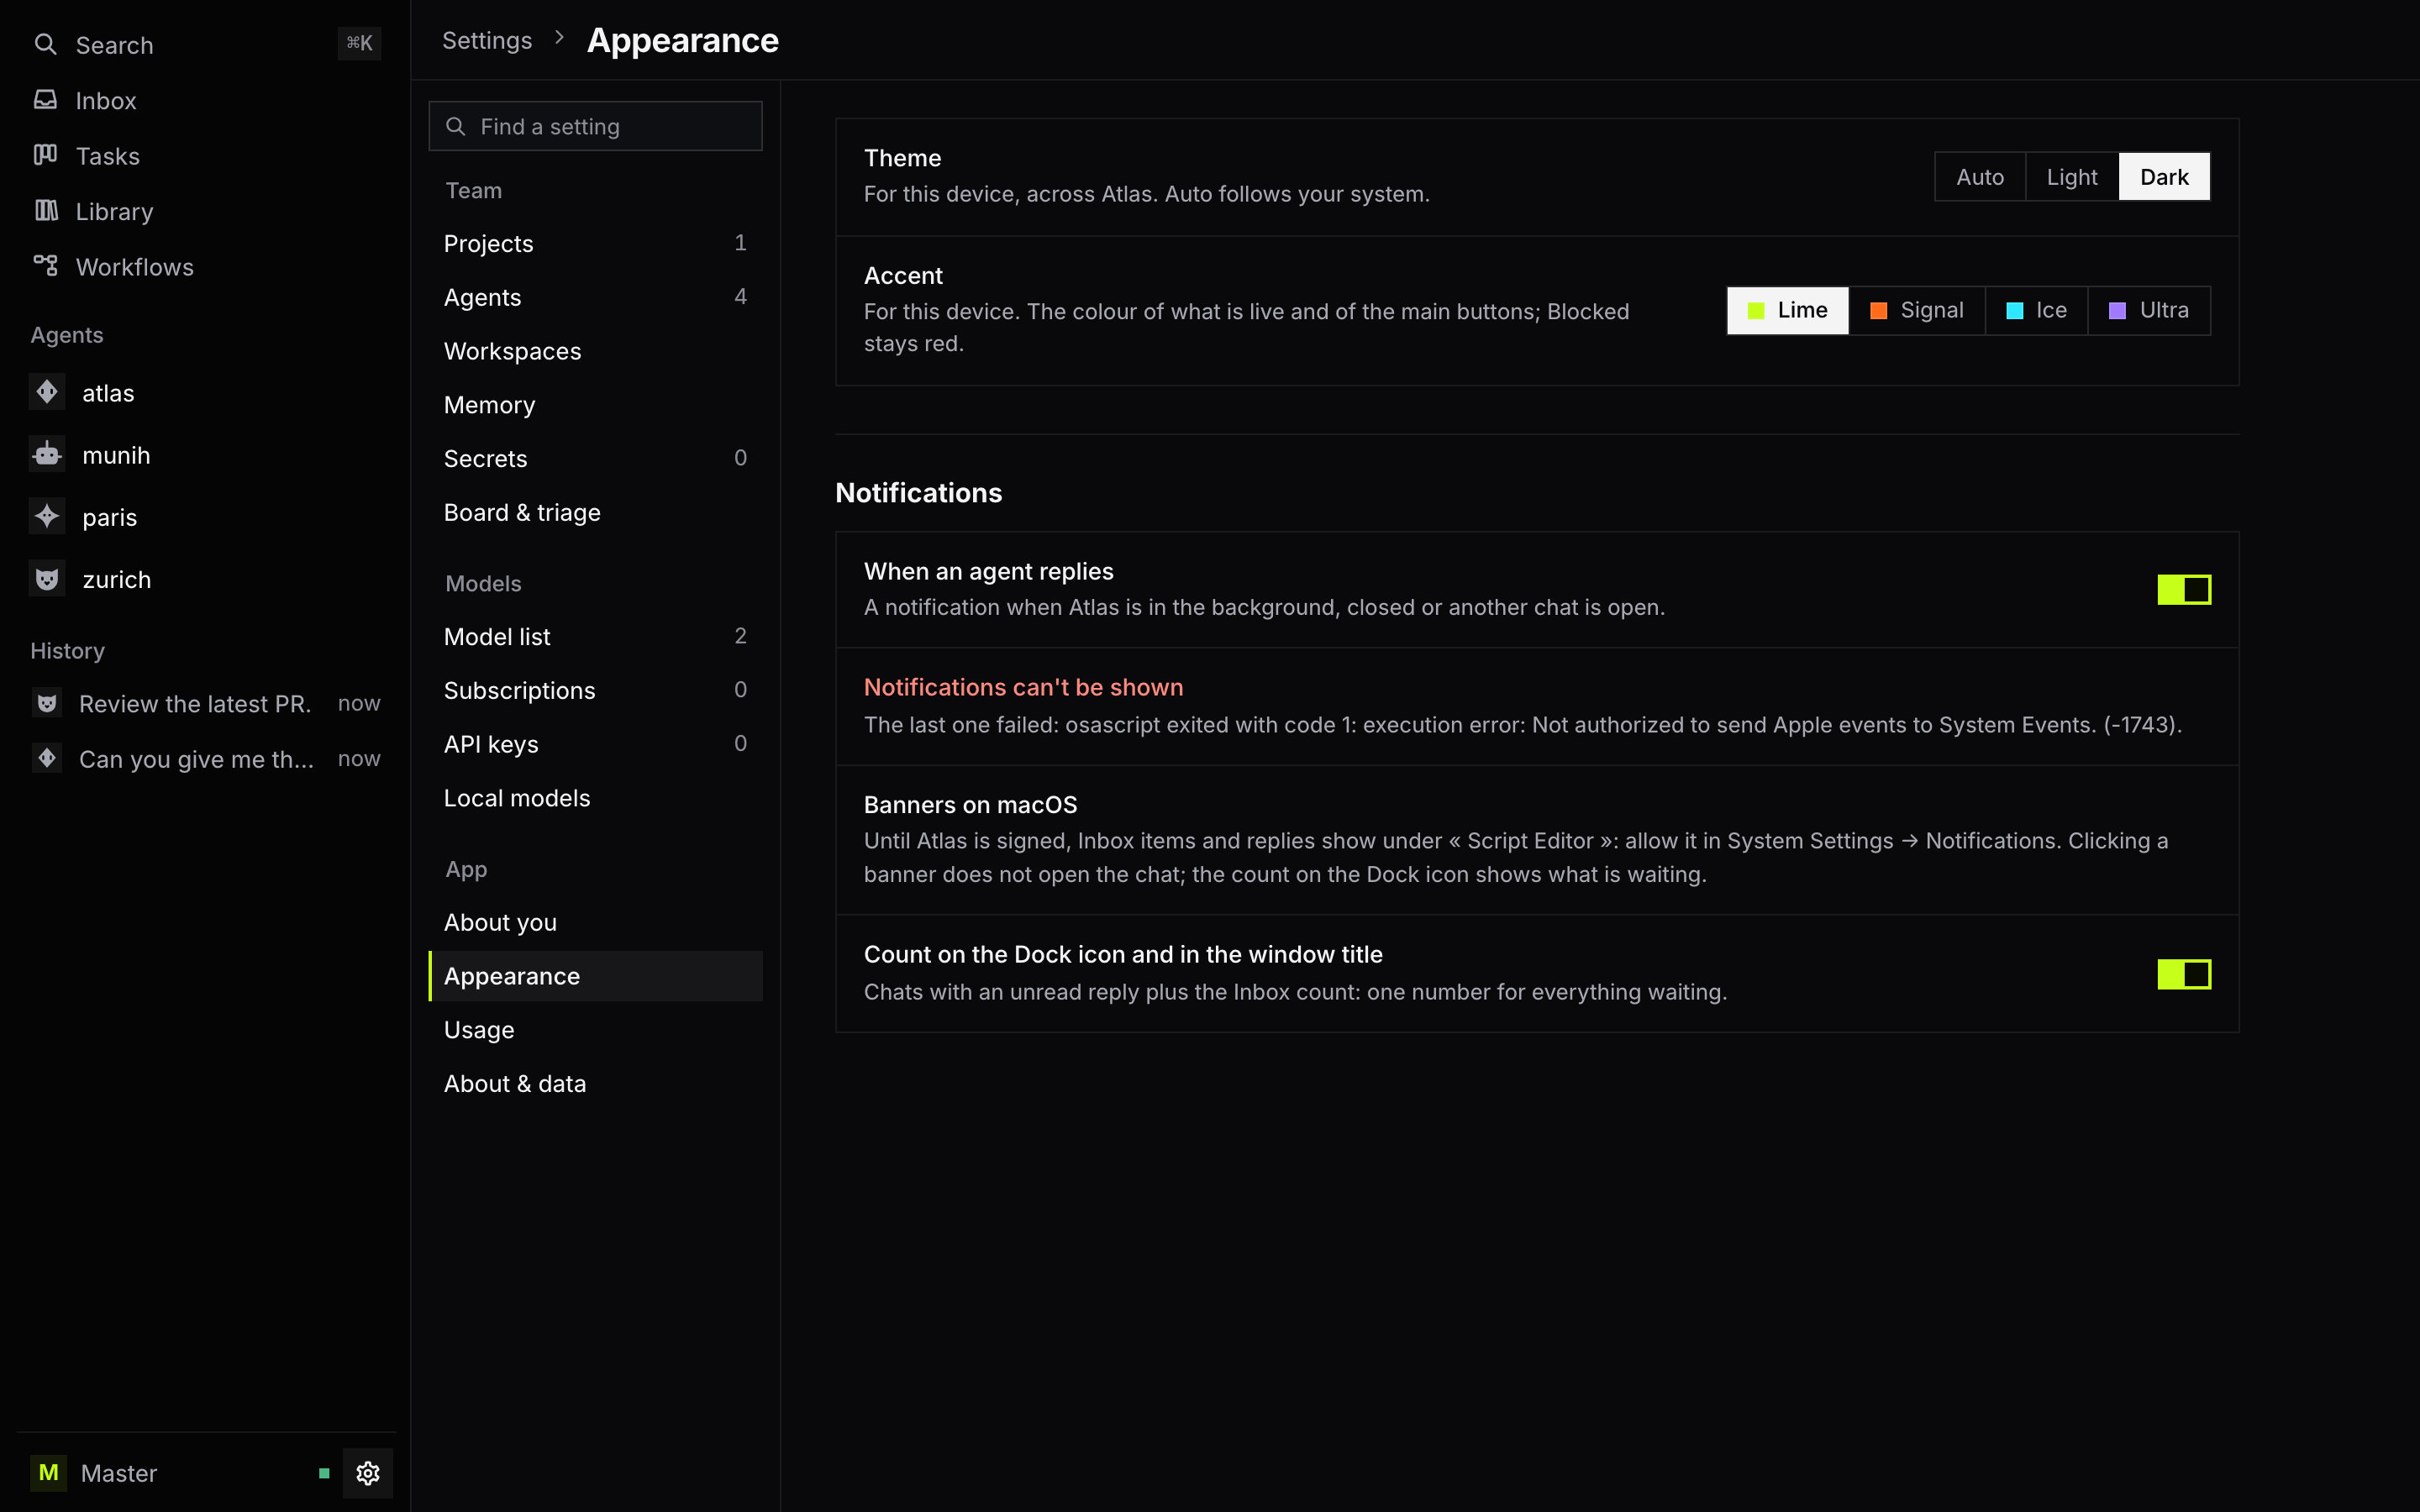 Search
⌘K
Inbox
Tasks
Library
Workflows
Agents
atlas
munih
paris
zurich
History
Review the latest PR. now
Can you give me th... now
M Master
Settings > Appearance
Find a setting
Team
Projects 1
Agents 4
Workspaces
Memory
Secrets 0
Board & triage
Models
Model list 2
Subscriptions 0
API keys 0
Local models
App
About you
Appearance
Usage
About & data
Theme
For this device, across Atlas. Auto follows your system.
Auto Light Dark
Accent
For this device. The colour of what is live and of the main buttons; Blocked
stays red.
Lime Signal Ice Ultra
Notifications
When an agent replies
A notification when Atlas is in the background, closed or another chat is open.
Notifications can't be shown
The last one failed: osascript exited with code 1: execution error: Not authorized to send Apple events to System Events. (-1743).
Banners on macOS
Until Atlas is signed, Inbox items and replies show under « Script Editor »: allow it in System Settings → Notifications. Clicking a
banner does not open the chat; the count on the Dock icon shows what is waiting.
Count on the Dock icon and in the window title
Chats with an unread reply plus the Inbox count: one number for everything waiting.